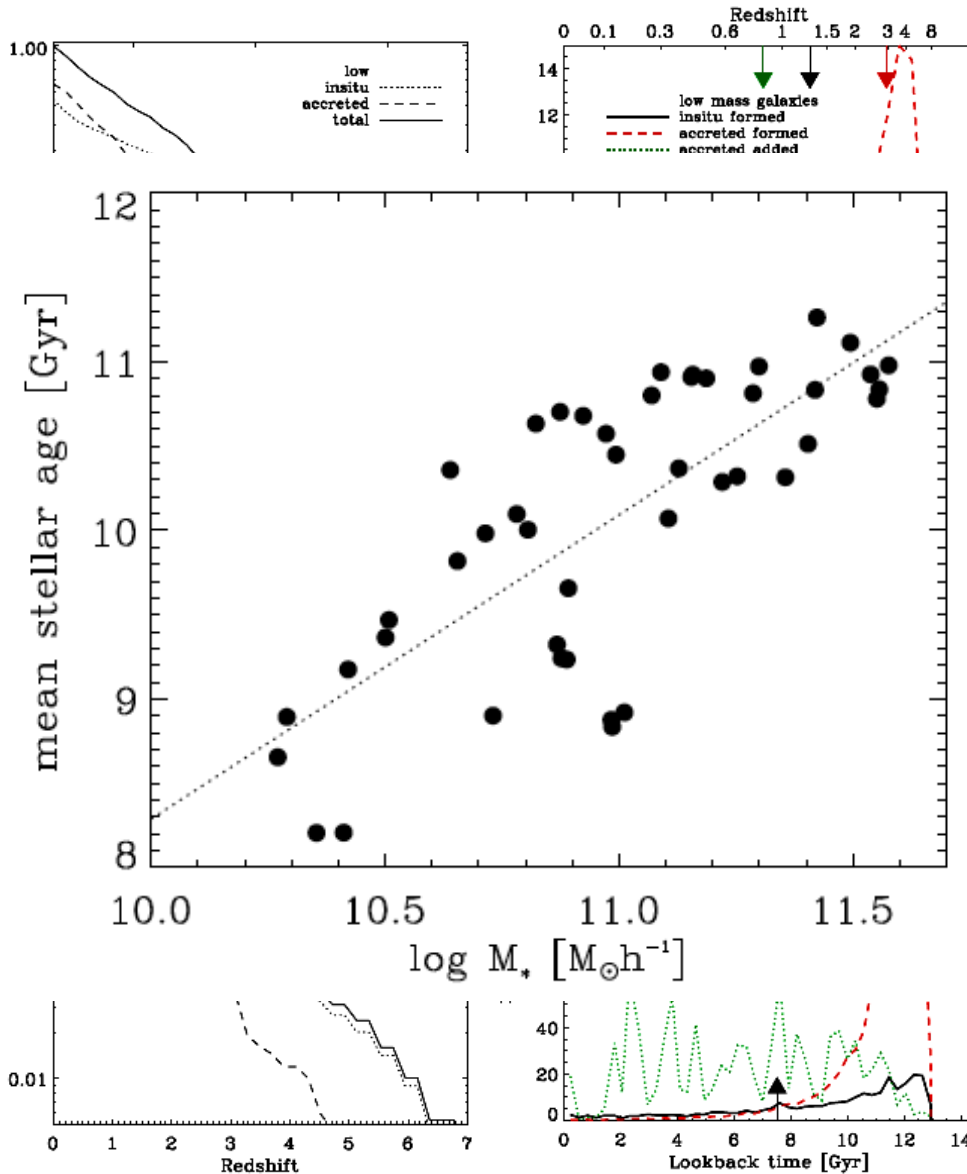 Redshift
0 0.1 0.3 0.6 1 1.5 2 3 4 8
1.00
low
insitu
accreted
total
14
12
low mass galaxies
insitu formed
accreted formed
accreted added
12
11
10
9
8
mean stellar age [Gyr]
10.0 10.5 11.0 11.5
log M* [M☉h⁻¹]
0.01
0 1 2 3 4 5 6 7
Redshift
40
20
0
0 2 4 6 8 10 12 14
Lookback time [Gyr]